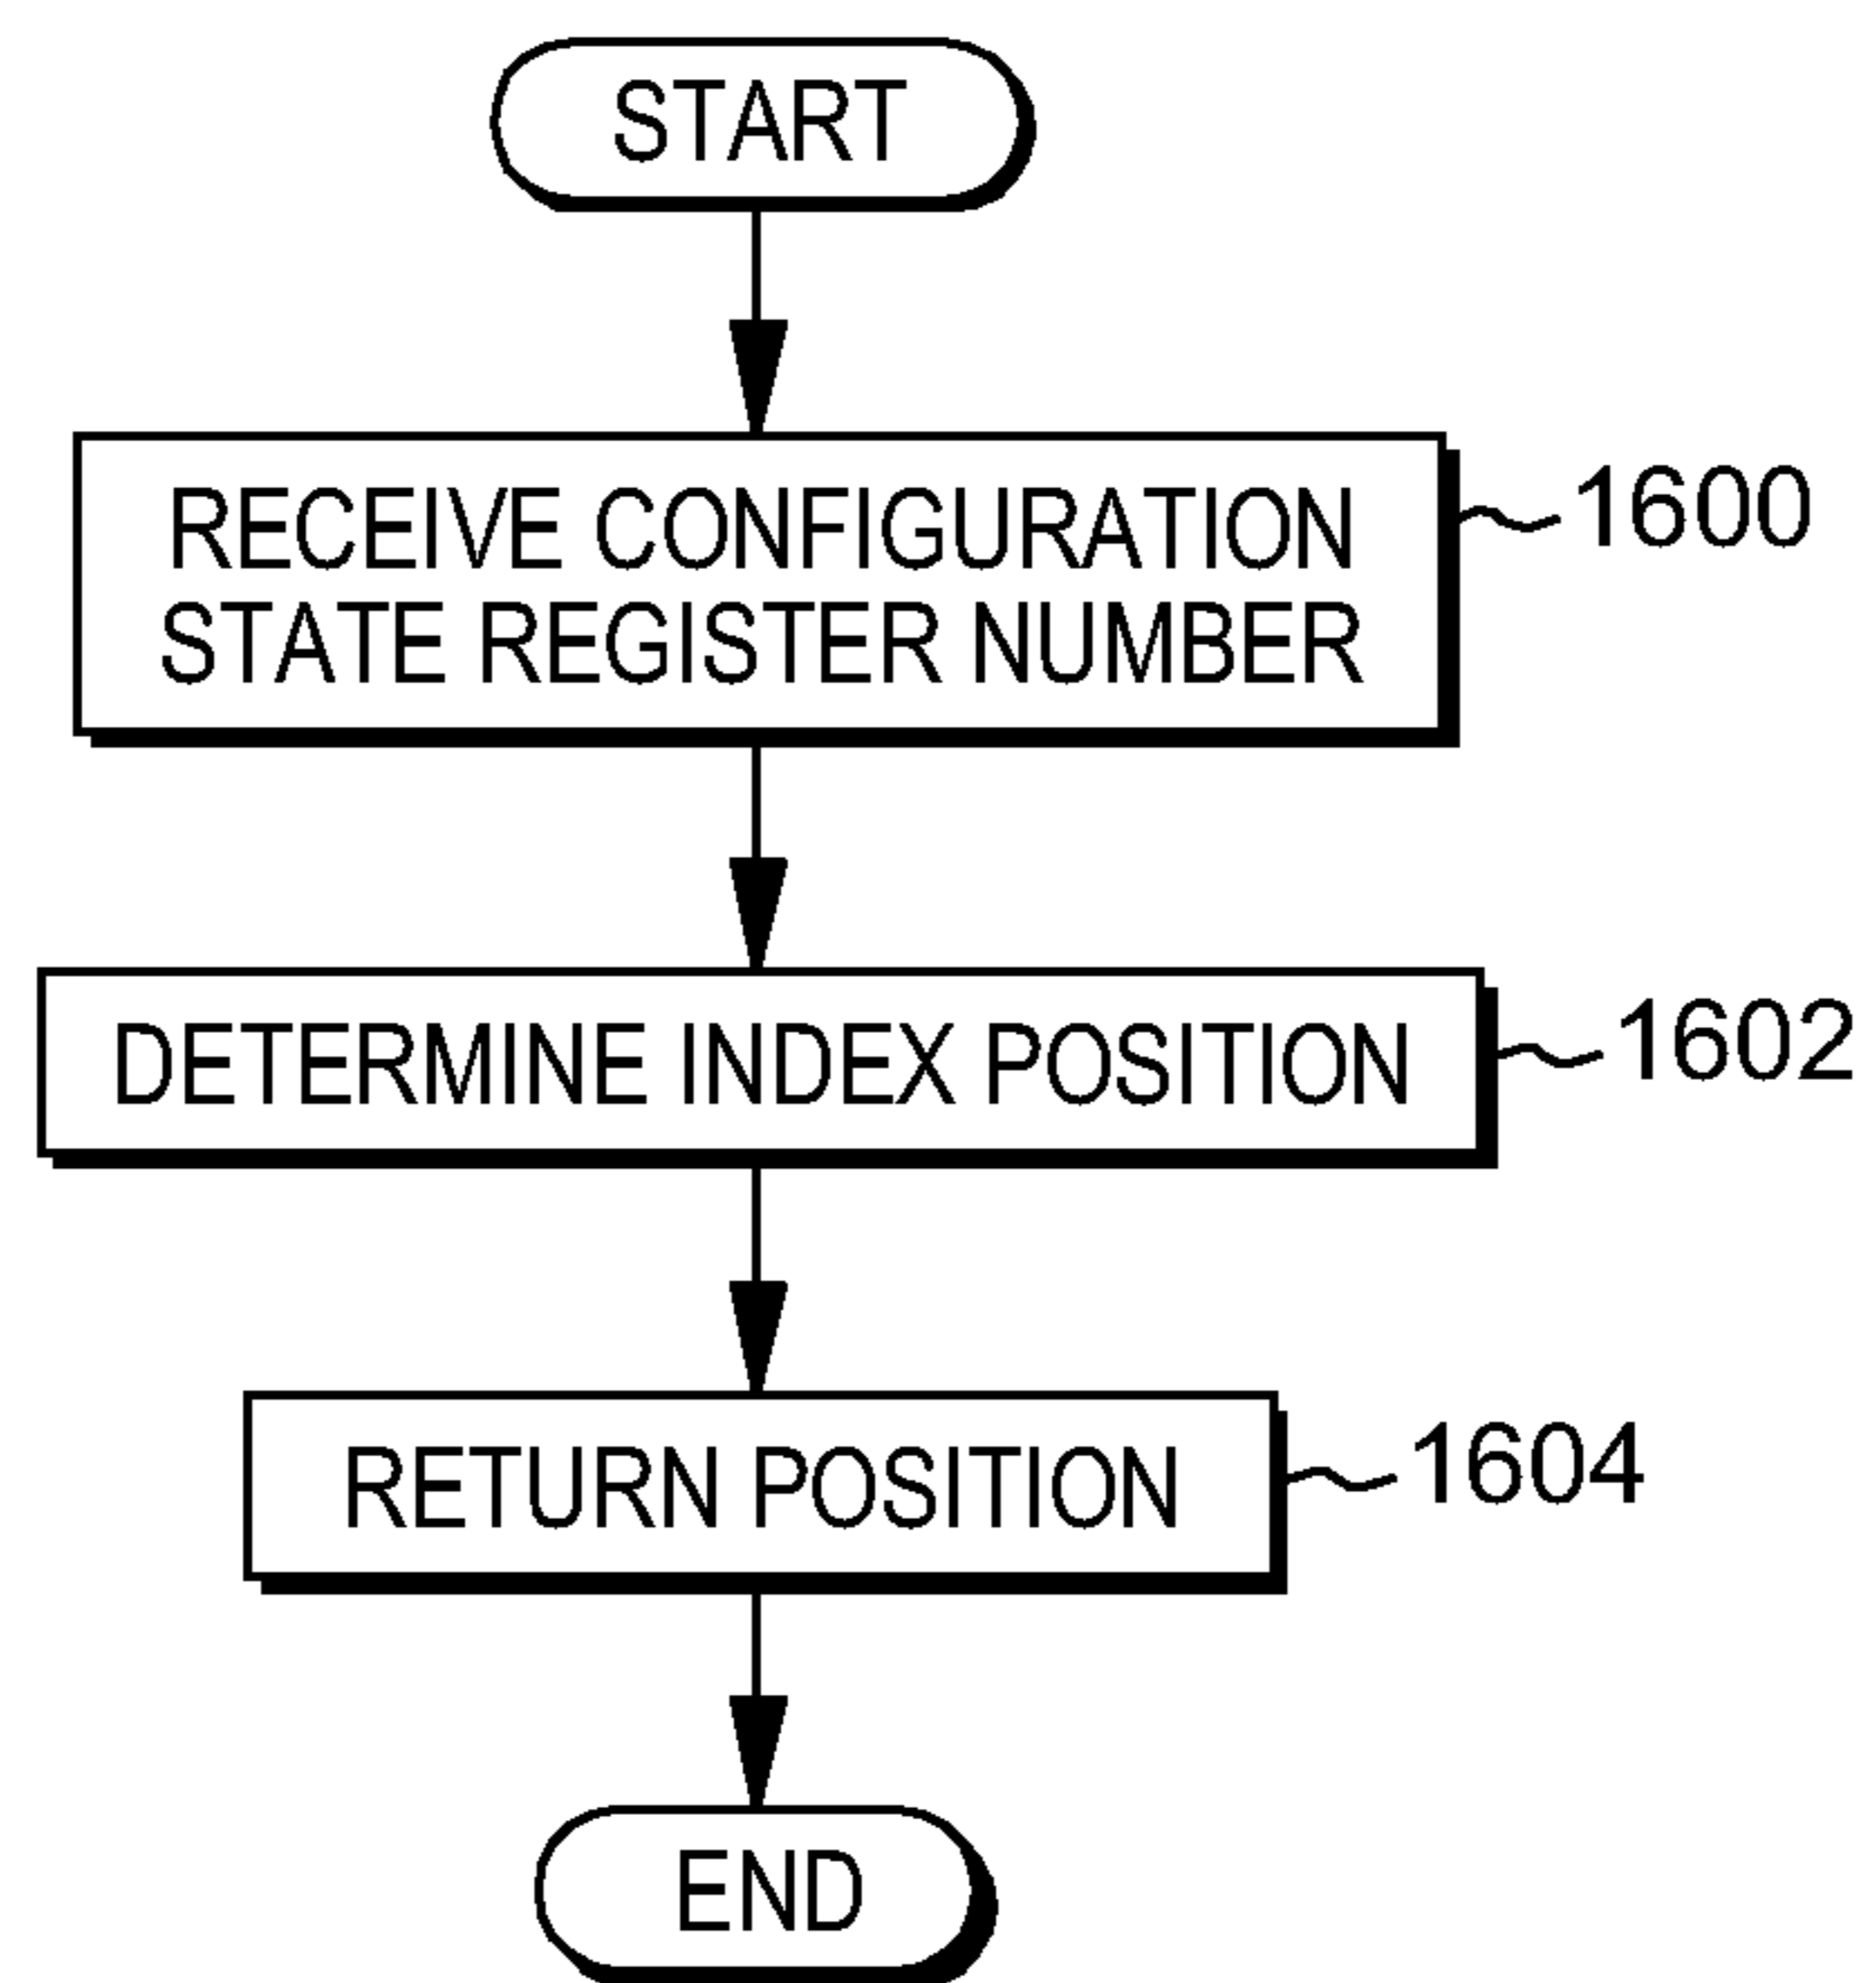 START
RECEIVE CONFIGURATION
STATE REGISTER NUMBER
1600
DETERMINE INDEX POSITION
1602
RETURN POSITION
1604
END